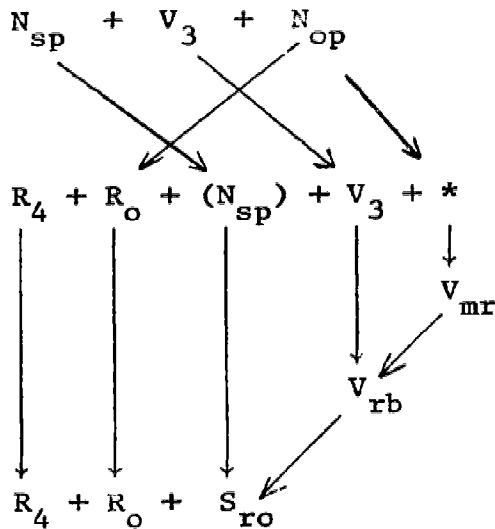 N_sp + V_3 + N_op
R_4 + R_o + (N_sp) + V_3 + *
V_mr
V_rb
R_4 + R_o + S_ro